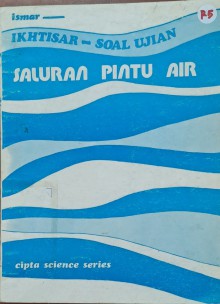 ismar
IKHTISAR - SOAL UJIAN
SALURAN PINTU AIR
cipta science series